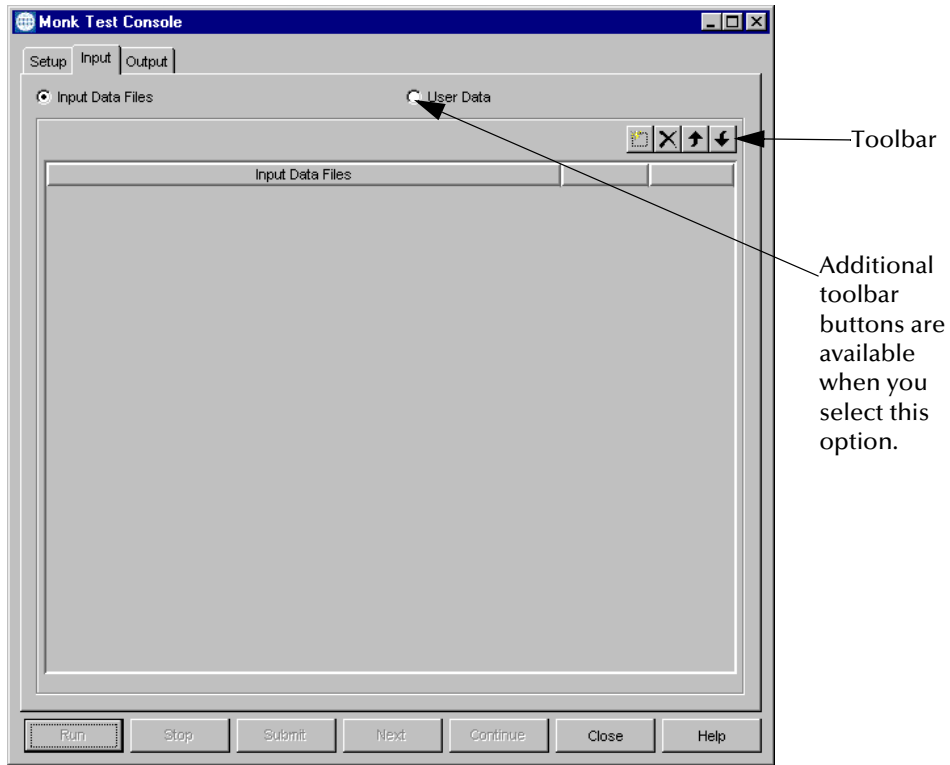 Monk Test Console
Setup Input Output
Input Data Files User Data
Toolbar
Input Data Files
Additional
toolbar
buttons are
available
when you
select this
option.
Run Stop Submit Next Continue Close Help